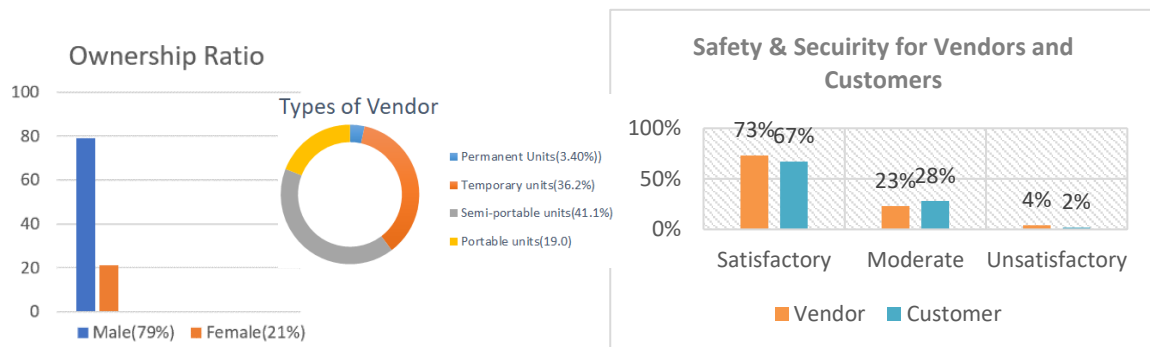 Ownership Ratio
100
80
60
40
20
0
Male(79%) Female(21%)
Types of Vendor
Permanent Units(3.40%))
Temporary units(36.2%)
Semi-portable units(41.1%)
Portable units(19.0)
Safety & Secuirity for Vendors and
Customers
100%
50%
0%
73% 67%
23% 28%
4% 2%
Satisfactory Moderate Unsatisfactory
Vendor Customer